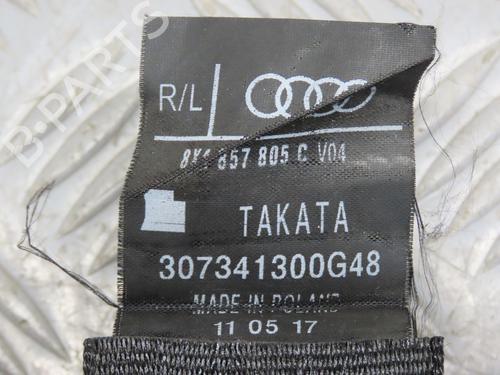 R/L
8K4 857 805 C V04
TAKATA
307341300G48
MADE IN POLAND
11 05 17
B-PARTS